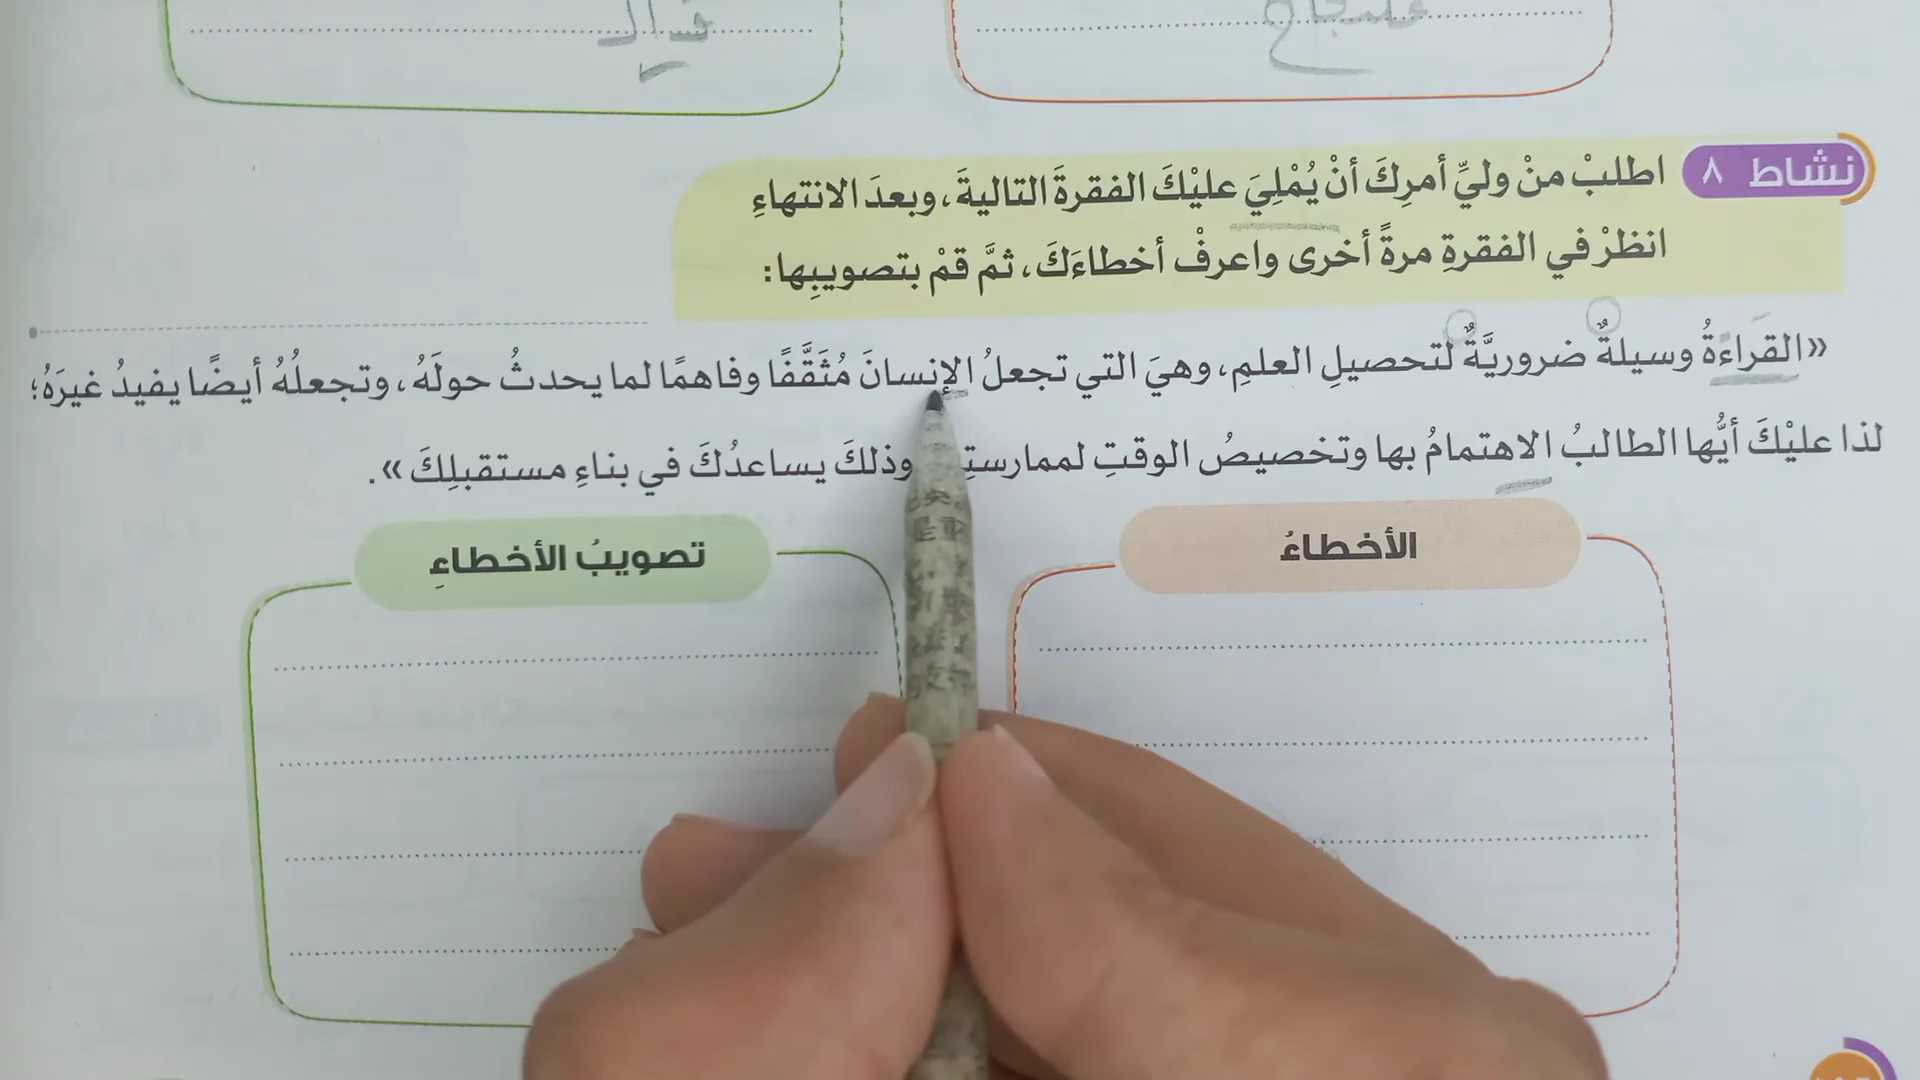 قال
نشاط ٨
اطلبْ منْ وليِّ أمرِكَ أنْ يُمْلِيَ عليْكَ الفقرةَ التاليةَ، وبعدَ الانتهاءِ
انظرْ في الفقرةِ مرةً أخرى واعرفْ أخطاءَكَ، ثمَّ قمْ بتصويبِها:
«القراءةُ وسيلةٌ ضروريَّةٌ لتحصيلِ العلمِ، وهيَ التي تجعلُ الإنسانَ مُثَقَّفًا وفاهمًا لما يحدثُ حولَهُ، وتجعلُهُ أيضًا يفيدُ غيرَهُ؛
لذا عليْكَ أيُّها الطالبُ الاهتمامُ بها وتخصيصُ الوقتِ وذلكَ يساعدُكَ في بناءِ مستقبلِكَ».
الأخطاءُ
تصويبُ الأخطاءِ